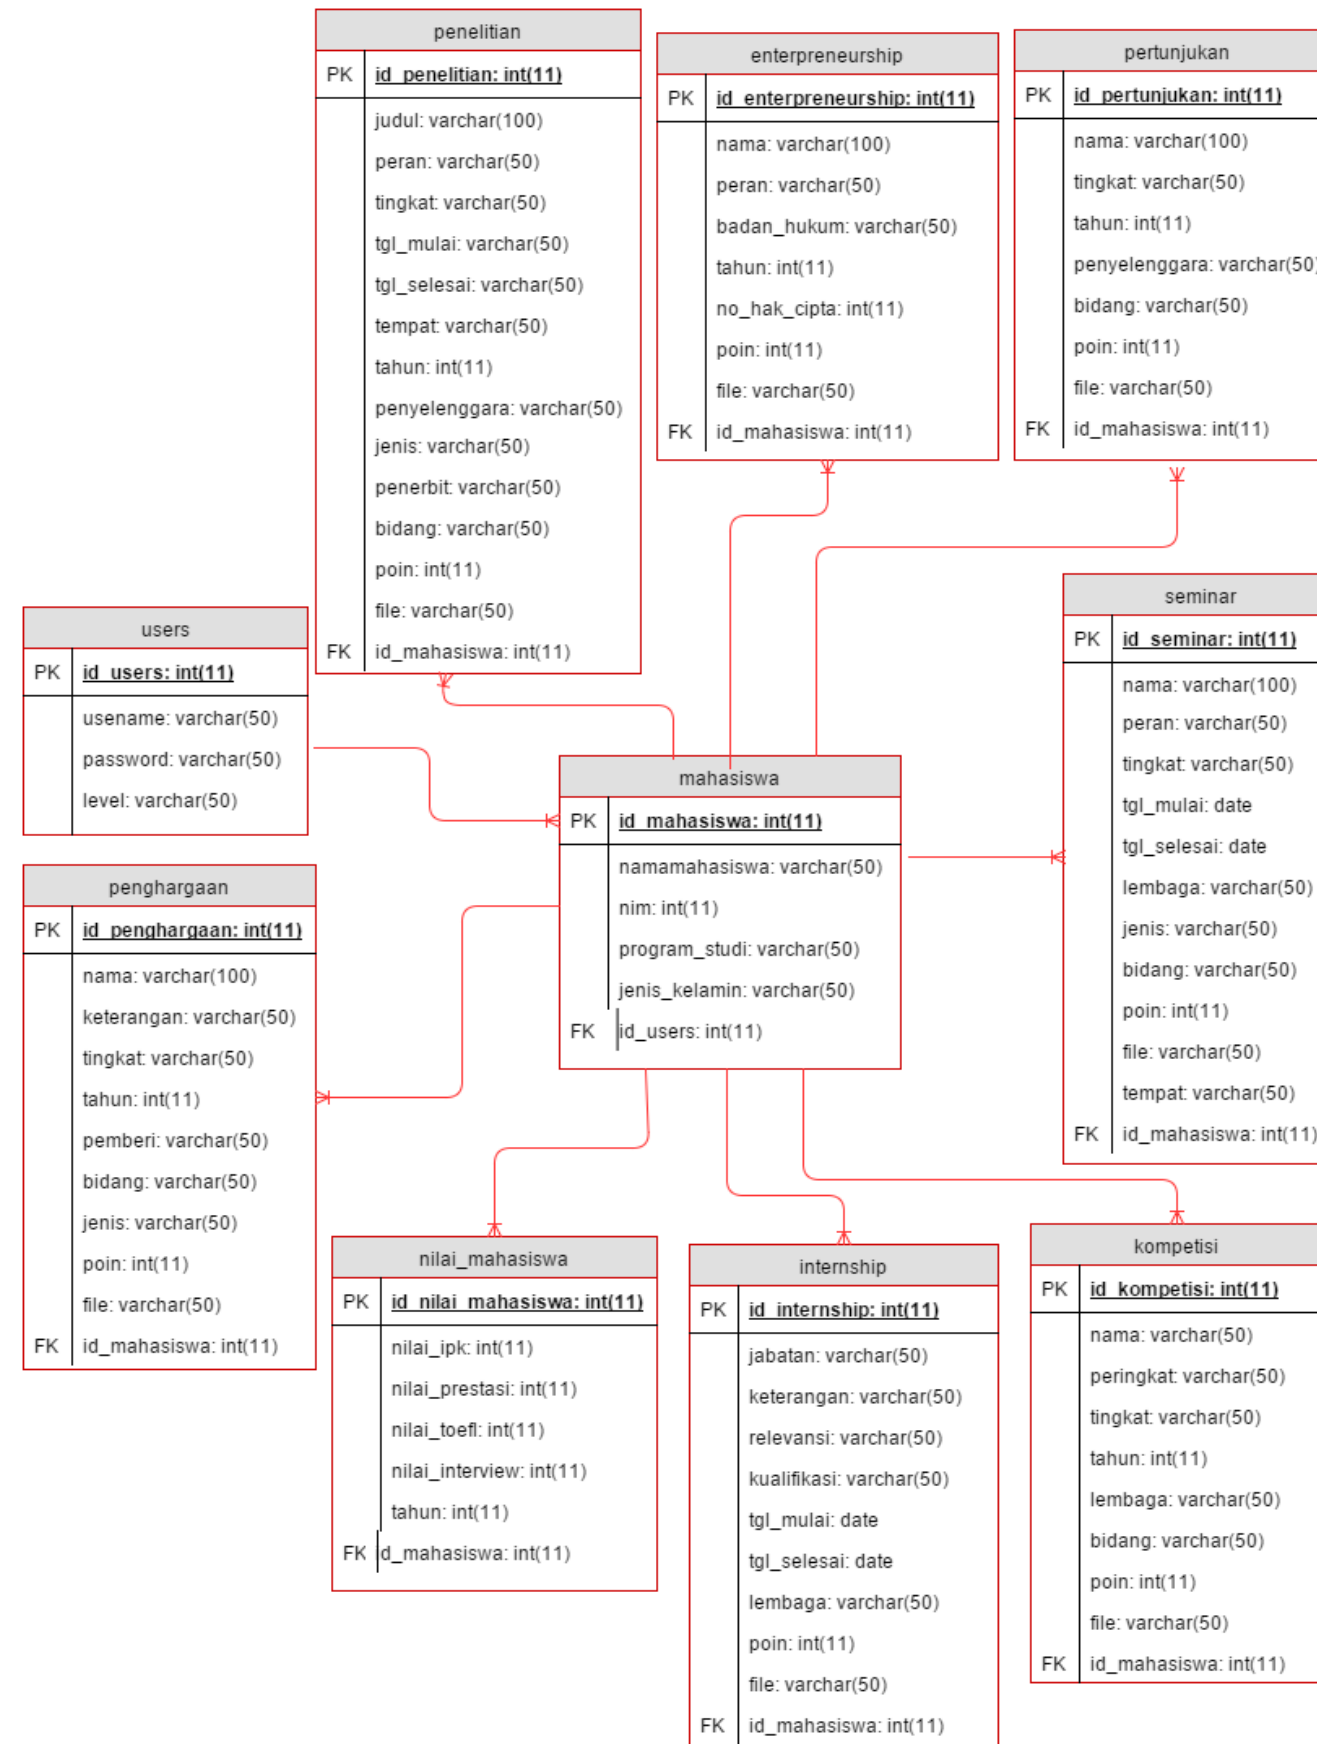 penelitian
PK id_penelitian: int(11)
judul: varchar(100)
peran: varchar(50)
tingkat: varchar(50)
tgl_mulai: varchar(50)
tgl_selesai: varchar(50)
tempat: varchar(50)
tahun: int(11)
penyelenggara: varchar(50)
jenis: varchar(50)
penerbit: varchar(50)
bidang: varchar(50)
poin: int(11)
file: varchar(50)
FK id_mahasiswa: int(11)
enterpreneurship
PK id_enterpreneurship: int(11)
nama: varchar(100)
peran: varchar(50)
badan_hukum: varchar(50)
tahun: int(11)
no_hak_cipta: int(11)
poin: int(11)
file: varchar(50)
FK id_mahasiswa: int(11)
pertunjukan
PK id_pertunjukan: int(11)
nama: varchar(100)
tingkat: varchar(50)
tahun: int(11)
penyelenggara: varchar(50)
bidang: varchar(50)
poin: int(11)
file: varchar(50)
FK id_mahasiswa: int(11)
users
PK id_users: int(11)
usename: varchar(50)
password: varchar(50)
level: varchar(50)
mahasiswa
PK id_mahasiswa: int(11)
namamahasiswa: varchar(50)
nim: int(11)
program_studi: varchar(50)
jenis_kelamin: varchar(50)
FK id_users: int(11)
seminar
PK id_seminar: int(11)
nama: varchar(100)
peran: varchar(50)
tingkat: varchar(50)
tgl_mulai: date
tgl_selesai: date
lembaga: varchar(50)
jenis: varchar(50)
bidang: varchar(50)
poin: int(11)
file: varchar(50)
tempat: varchar(50)
FK id_mahasiswa: int(11)
penghargaan
PK id_penghargaan: int(11)
nama: varchar(100)
keterangan: varchar(50)
tingkat: varchar(50)
tahun: int(11)
pemberi: varchar(50)
bidang: varchar(50)
jenis: varchar(50)
poin: int(11)
file: varchar(50)
FK id_mahasiswa: int(11)
nilai_mahasiswa
PK id_nilai_mahasiswa: int(11)
nilai_ipk: int(11)
nilai_prestasi: int(11)
nilai_toefl: int(11)
nilai_interview: int(11)
tahun: int(11)
FK id_mahasiswa: int(11)
internship
PK id_internship: int(11)
jabatan: varchar(50)
keterangan: varchar(50)
relevansi: varchar(50)
kualifikasi: varchar(50)
tgl_mulai: date
tgl_selesai: date
lembaga: varchar(50)
poin: int(11)
file: varchar(50)
FK id_mahasiswa: int(11)
kompetisi
PK id_kompetisi: int(11)
nama: varchar(50)
peringkat: varchar(50)
tingkat: varchar(50)
tahun: int(11)
lembaga: varchar(50)
bidang: varchar(50)
poin: int(11)
file: varchar(50)
FK id_mahasiswa: int(11)